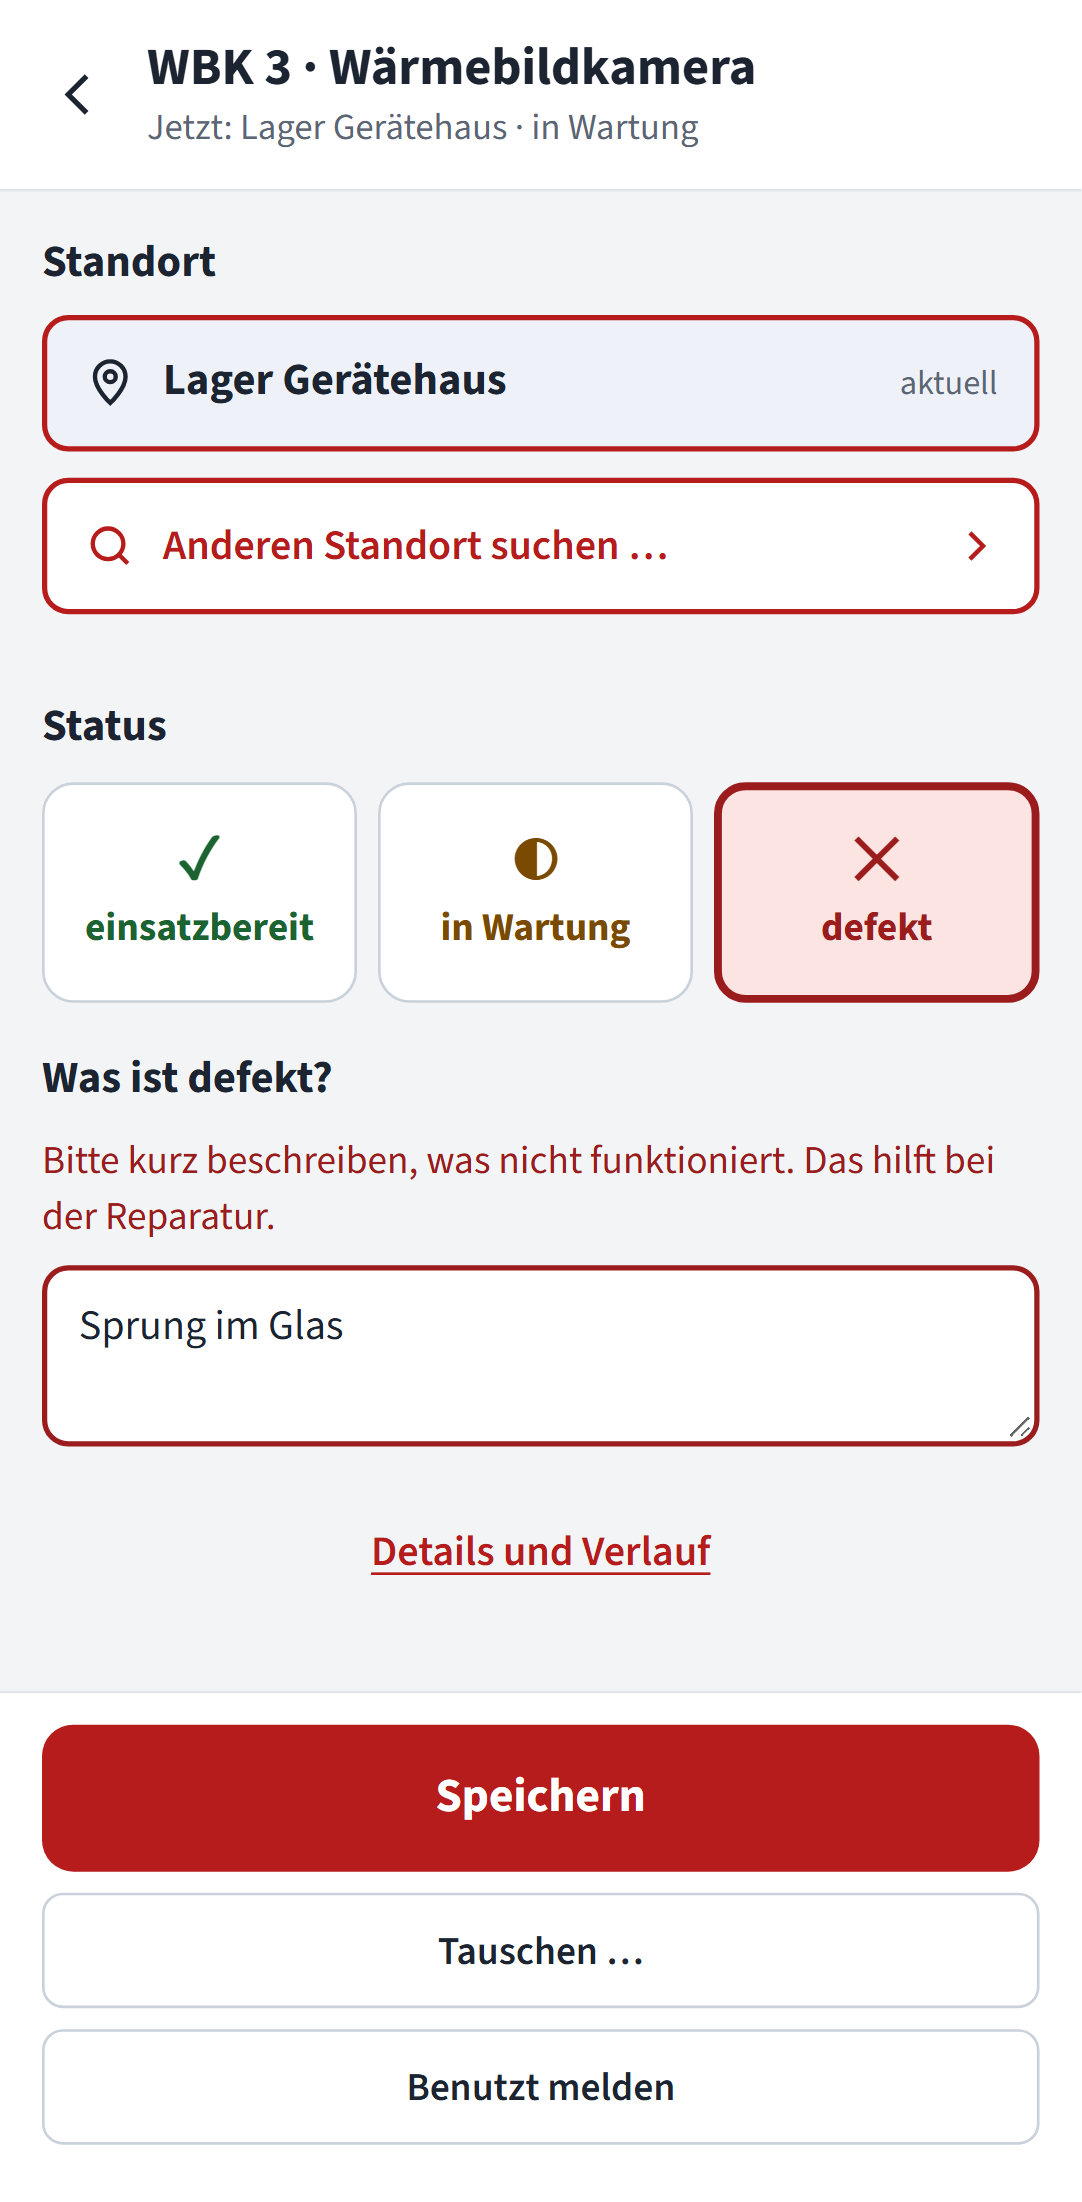 WBK 3 · Wärmebildkamera
Jetzt: Lager Gerätehaus · in Wartung
Standort
Lager Gerätehaus aktuell
Anderen Standort suchen …
Status
einsatzbereit in Wartung defekt
Was ist defekt?
Bitte kurz beschreiben, was nicht funktioniert. Das hilft bei
der Reparatur.
Sprung im Glas
Details und Verlauf
Speichern
Tauschen …
Benutzt melden